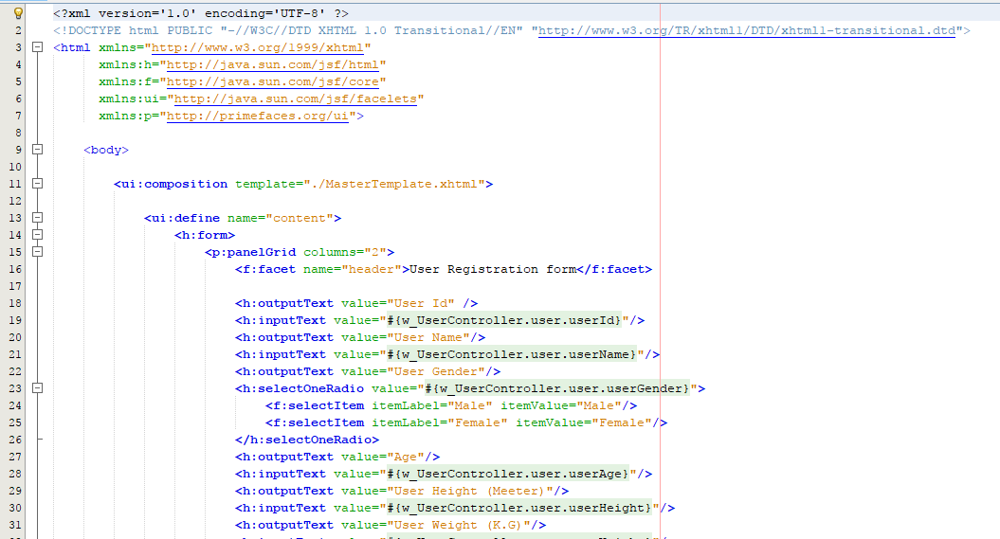 <?xml version='1.0' encoding='UTF-8' ?>
2 <!DOCTYPE html PUBLIC "-//W3C//DTD XHTML 1.0 Transitional//EN" "http://www.w3.org/TR/xhtml1/DTD/xhtml1-transitional.dtd">
3 <html xmlns="http://www.w3.org/1999/xhtml"
4 xmlns:h="http://java.sun.com/jsf/html"
5 xmlns:f="http://java.sun.com/jsf/core"
6 xmlns:ui="http://java.sun.com/jsf/facelets"
7 xmlns:p="http://primefaces.org/ui">
8
9 <body>
10
11 <ui:composition template="./MasterTemplate.xhtml">
12
13 <ui:define name="content">
14 <h:form>
15 <p:panelGrid columns="2">
16 <f:facet name="header">User Registration form</f:facet>
17
18 <h:outputText value="User Id" />
19 <h:inputText value="#{w_UserController.user.userId}"/>
20 <h:outputText value="User Name"/>
21 <h:inputText value="#{w_UserController.user.userName}"/>
22 <h:outputText value="User Gender"/>
23 <h:selectOneRadio value="#{w_UserController.user.userGender}">
24 <f:selectItem itemLabel="Male" itemValue="Male"/>
25 <f:selectItem itemLabel="Female" itemValue="Female"/>
26 </h:selectOneRadio>
27 <h:outputText value="Age"/>
28 <h:inputText value="#{w_UserController.user.userAge}"/>
29 <h:outputText value="User Height (Meeter)"/>
30 <h:inputText value="#{w_UserController.user.userHeight}"/>
31 <h:outputText value="User Weight (K.G)"/>